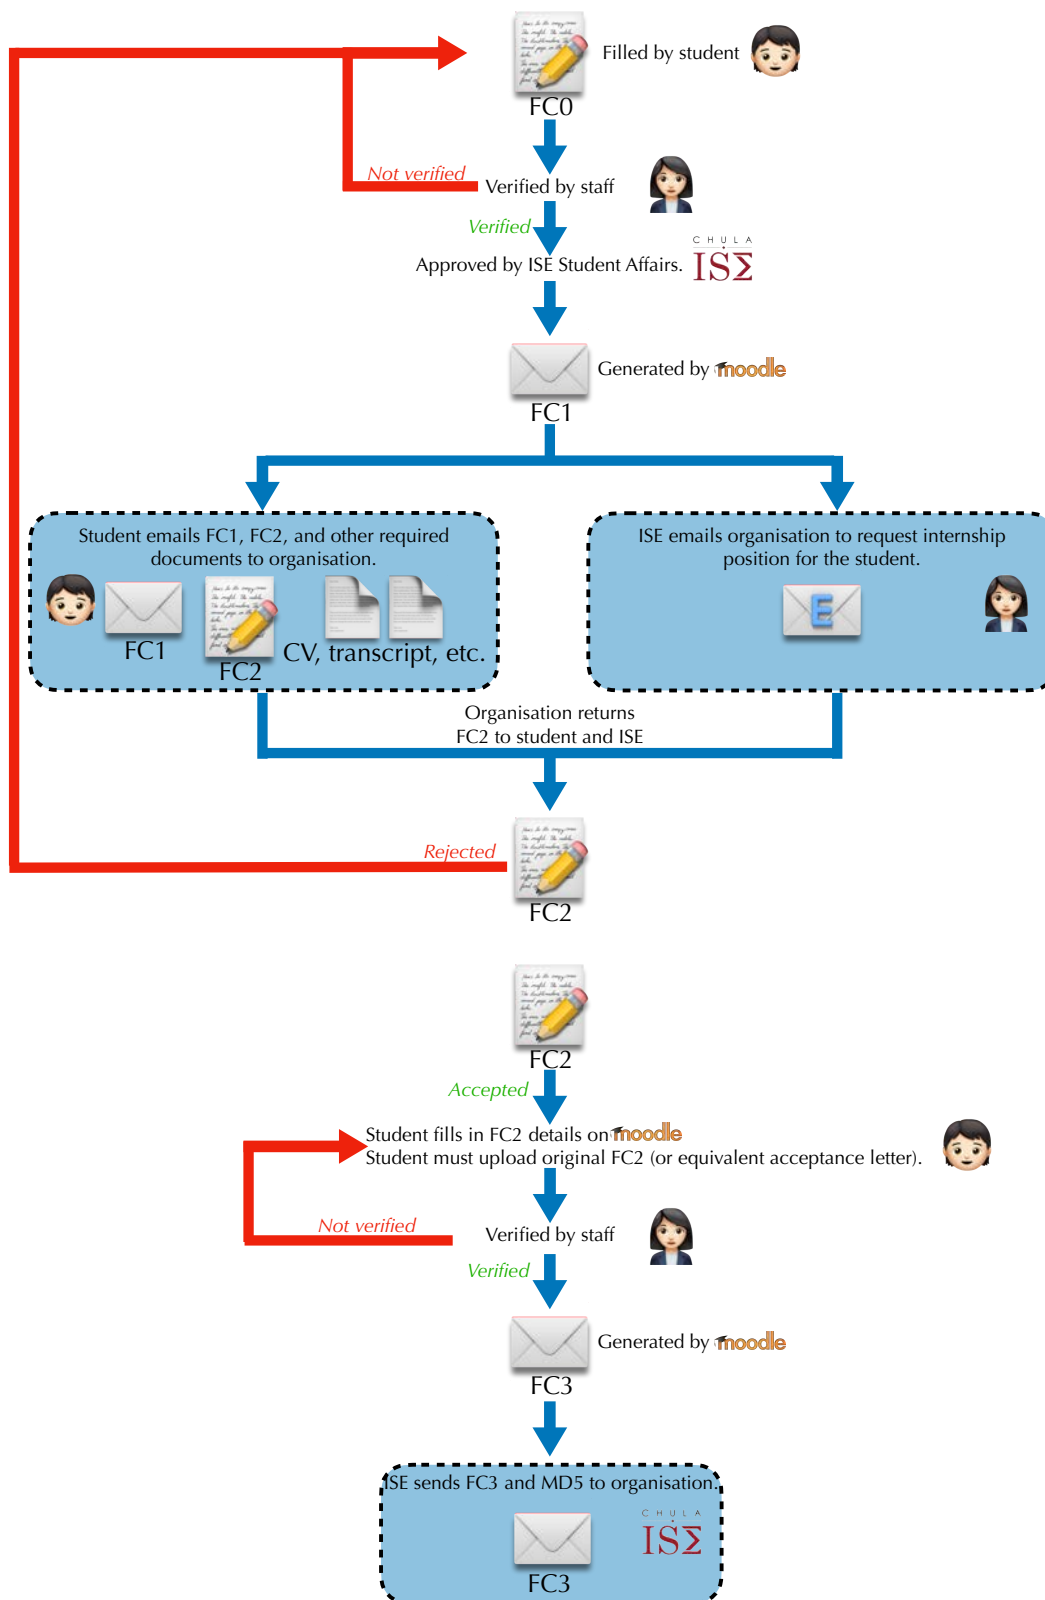 Filled by student
FC0
Not verified
Verified by staff
Verified
CHULA
Approved by ISE Student Affairs.
ISΣ
Generated by moodle
FC1
Student emails FC1, FC2, and other required
documents to organisation.
FC1
FC2
CV, transcript, etc.
ISE emails organisation to request internship
position for the student.
E
Organisation returns
FC2 to student and ISE
Rejected
FC2
FC2
Accepted
Student fills in FC2 details on moodle
Student must upload original FC2 (or equivalent acceptance letter).
Not verified
Verified by staff
Verified
Generated by moodle
FC3
ISE sends FC3 and MD5 to organisation.
CHULA
ISΣ
FC3